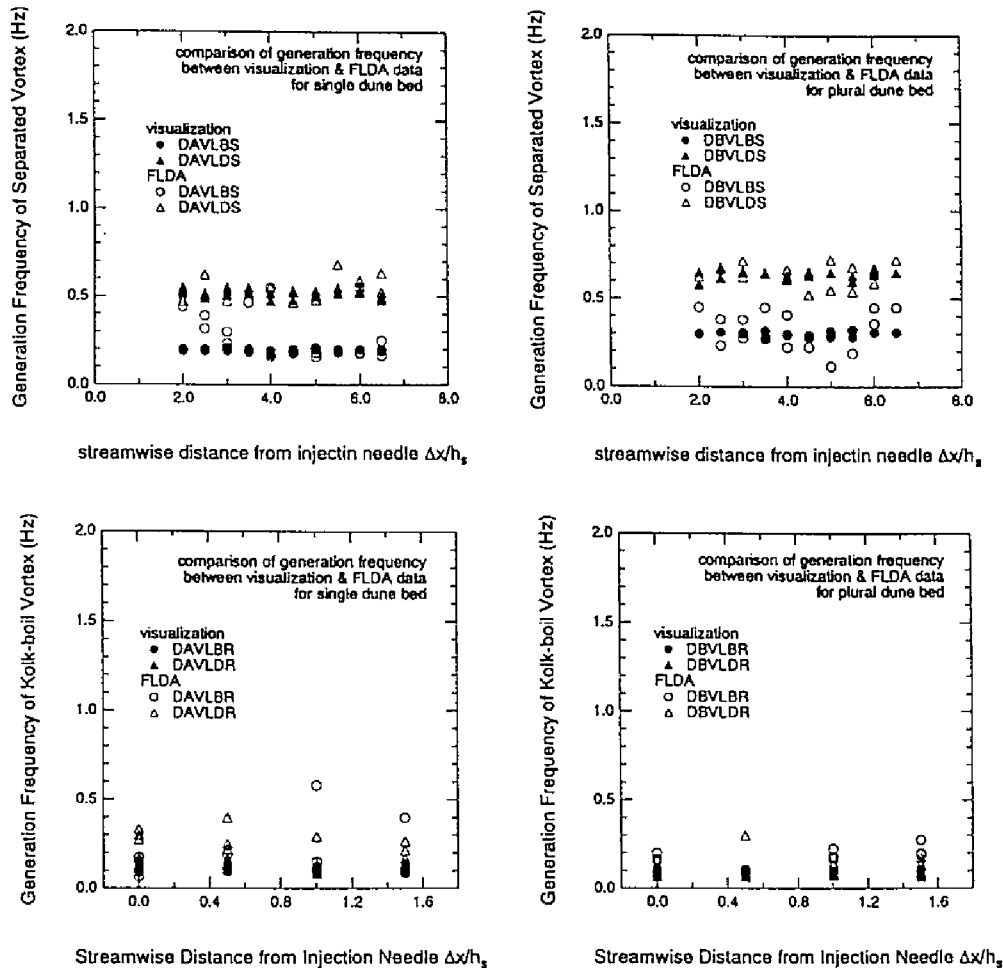 Generation Frequency of Separated Vortex (Hz)
2.0
1.5
1.0
0.5
0.0
comparison of generation frequency
between visualization & FLDA data
for single dune bed
visualization
DAVLBS
DAVLDS
FLDA
DAVLBS
DAVLDS
0.0 2.0 4.0 6.0 8.0
streamwise distance from injectin needle Δx/hs
Generation Frequency of Separated Vortex (Hz)
2.0
1.5
1.0
0.5
0.0
comparison of generation frequency
between visualization & FLDA data
for plural dune bed
visualization
DBVLBS
DBVLDS
FLDA
DBVLBS
DBVLDS
0.0 2.0 4.0 6.0 8.0
streamwise distance from injectin needle Δx/hs
Generation Frequency of Kolk-boil Vortex (Hz)
2.0
1.5
1.0
0.5
0.0
comparison of generation frequency
between visualization & FLDA data
for single dune bed
visualization
DAVLBR
DAVLDR
FLDA
DAVLBR
DAVLDR
0.0 0.4 0.8 1.2 1.6
Streamwise Distance from Injection Needle Δx/hs
Generation Frequency of Kolk-boil Vortex (Hz)
2.0
1.5
1.0
0.5
0.0
comparison of generation frequency
between visualization & FLDA data
for plural dune bed
visualization
DBVLBR
DBVLDR
FLDA
DBVLBR
DBVLDR
0.0 0.4 0.8 1.2 1.6
Streamwise Distance from Injection Needle Δx/hs